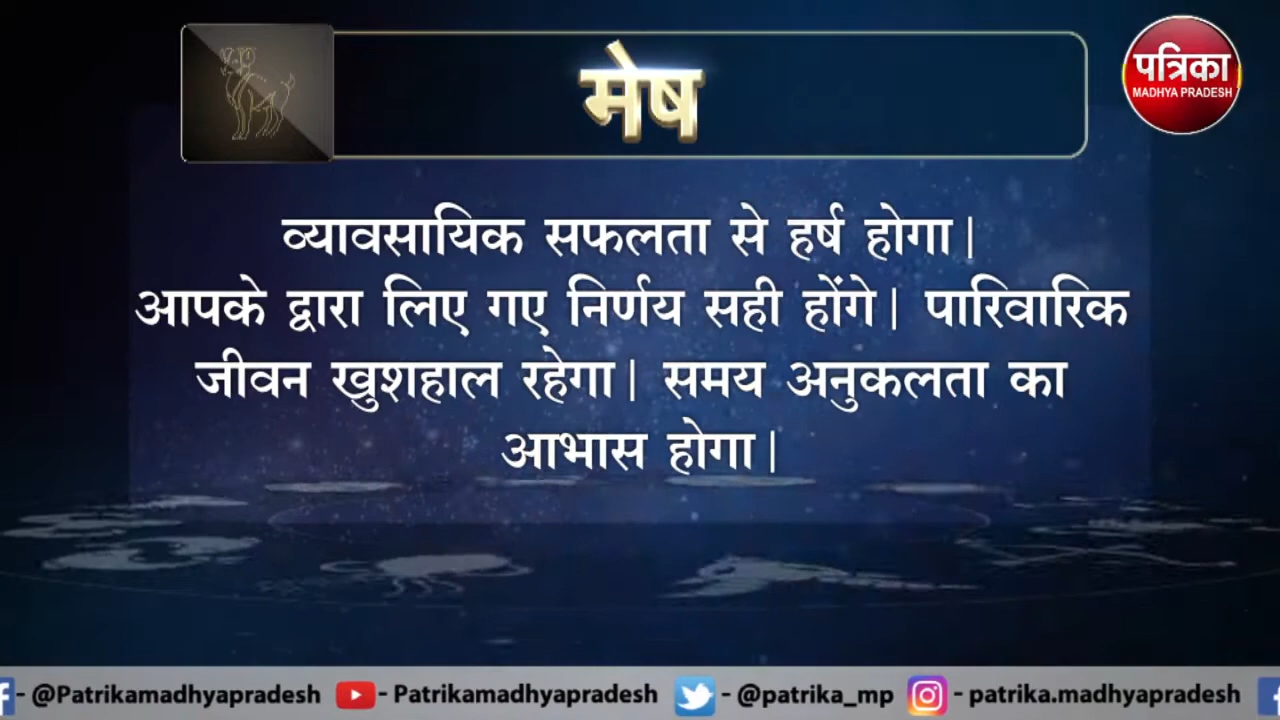 मेष
पत्रिका
MADHYA PRADESH
व्यावसायिक सफलता से हर्ष होगा|
आपके द्वारा लिए गए निर्णय सही होंगे| पारिवारिक
जीवन खुशहाल रहेगा| समय अनुकलता का
आभास होगा|
- @Patrikamadhyapradesh - Patrikamadhyapradesh - @patrika_mp - patrika.madhyapradesh